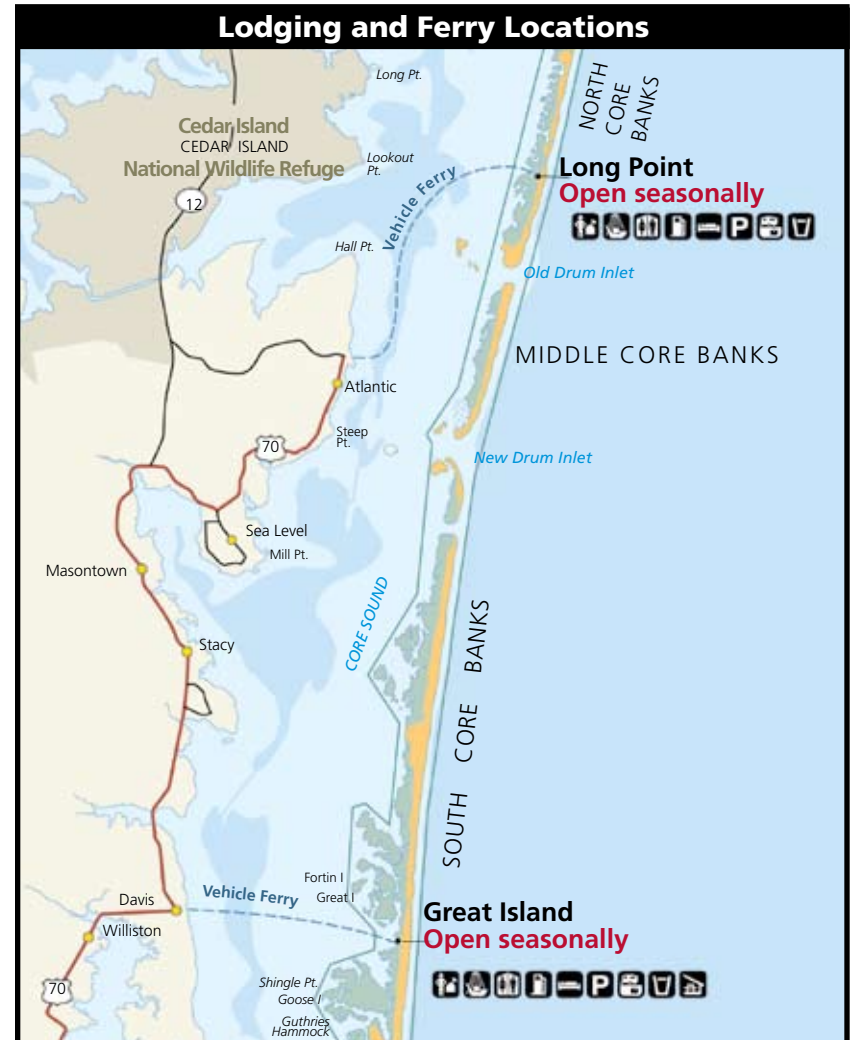 Lodging and Ferry Locations
Long Pt.
NORTH
CORE
BANKS
Cedar Island
CEDAR ISLAND
National Wildlife Refuge
Lookout
Pt.
Vehicle Ferry
Long Point
Open seasonally
12
P
Hall Pt.
Old Drum Inlet
MIDDLE CORE BANKS
Atlantic
Steep
Pt.
70
New Drum Inlet
Sea Level
Mill Pt.
Masontown
CORE SOUND
Stacy
SOUTH CORE BANKS
Fortin I
Great I
Davis
Vehicle Ferry
Williston
Great Island
Open seasonally
P
Shingle Pt.
Goose I
70
Guthries
Hammock